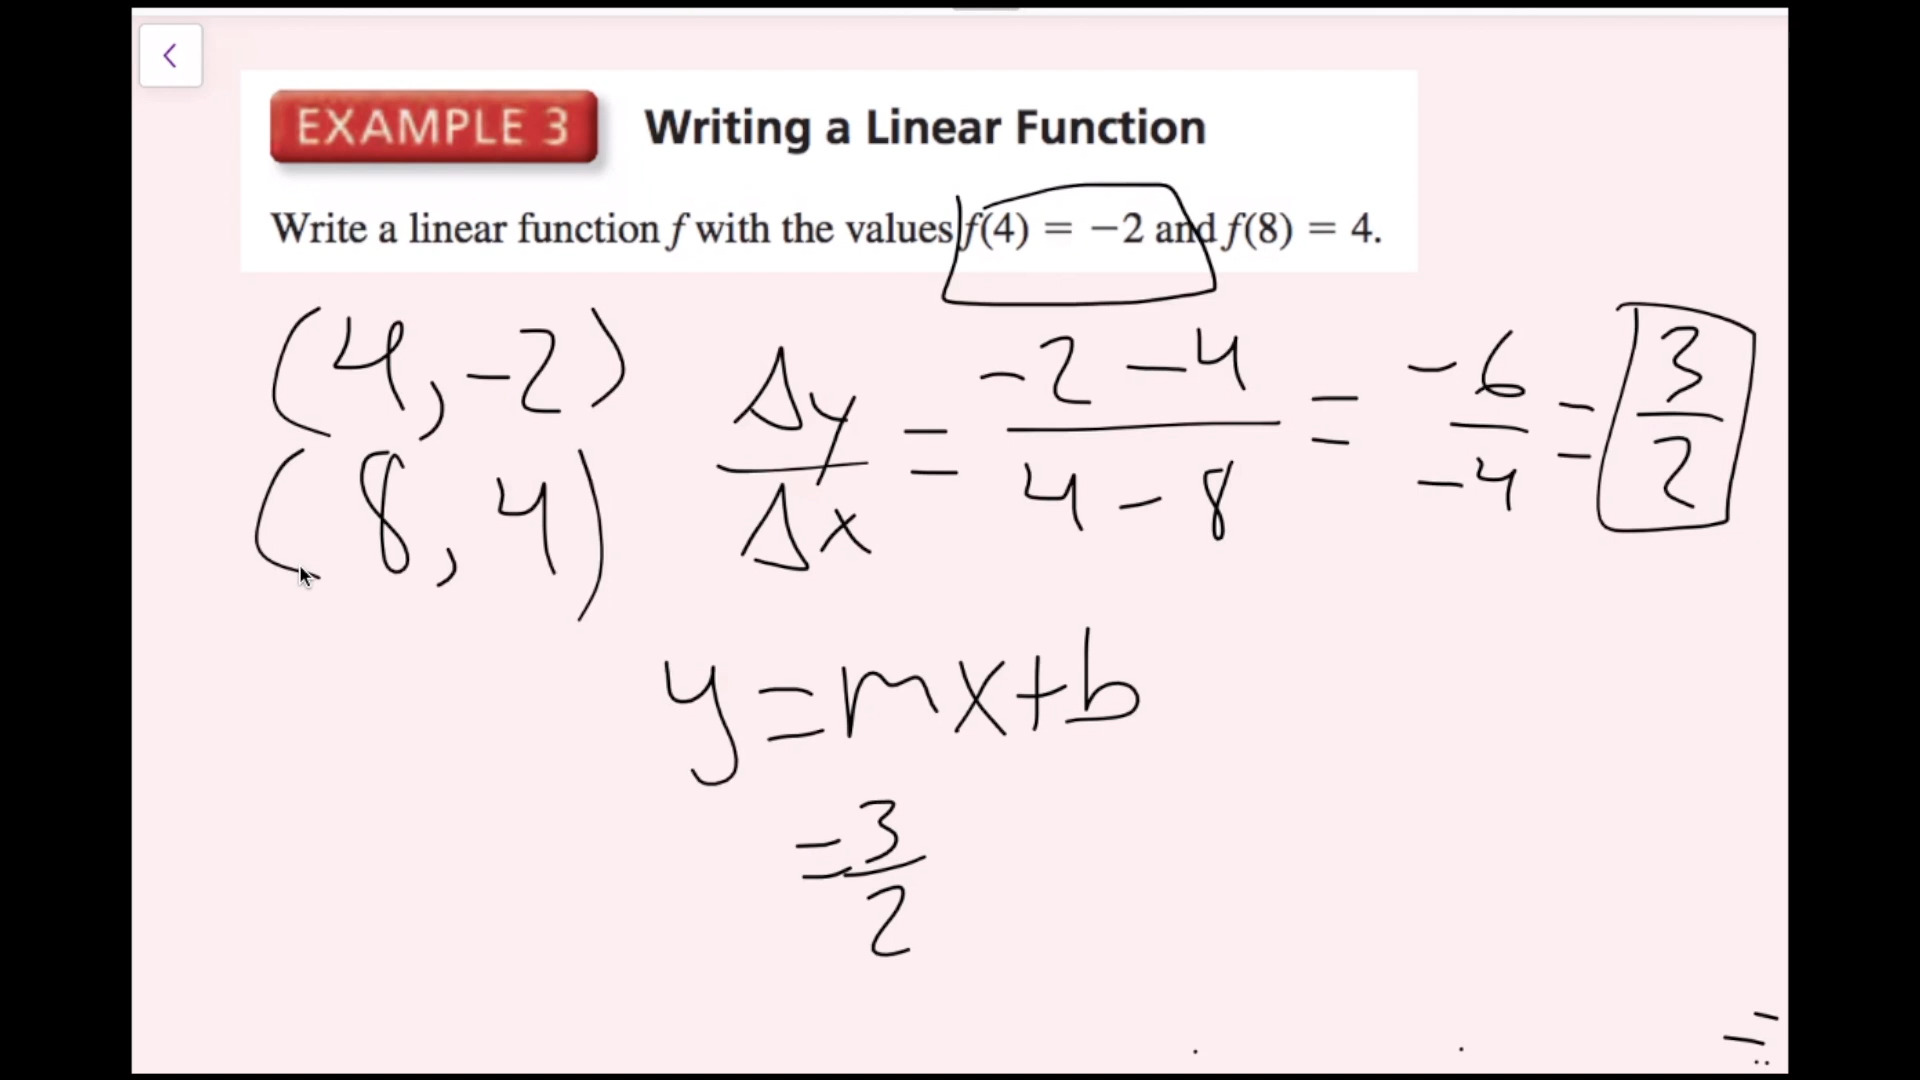 EXAMPLE 3 Writing a Linear Function
Write a linear function f with the values f(4) = −2 and f(8) = 4.
(4, -2)
(8, 4)
Δy/Δx = (-2 - 4)/(4 - 8) = -6/-4 = 3/2
y = mx + b
= 3/2